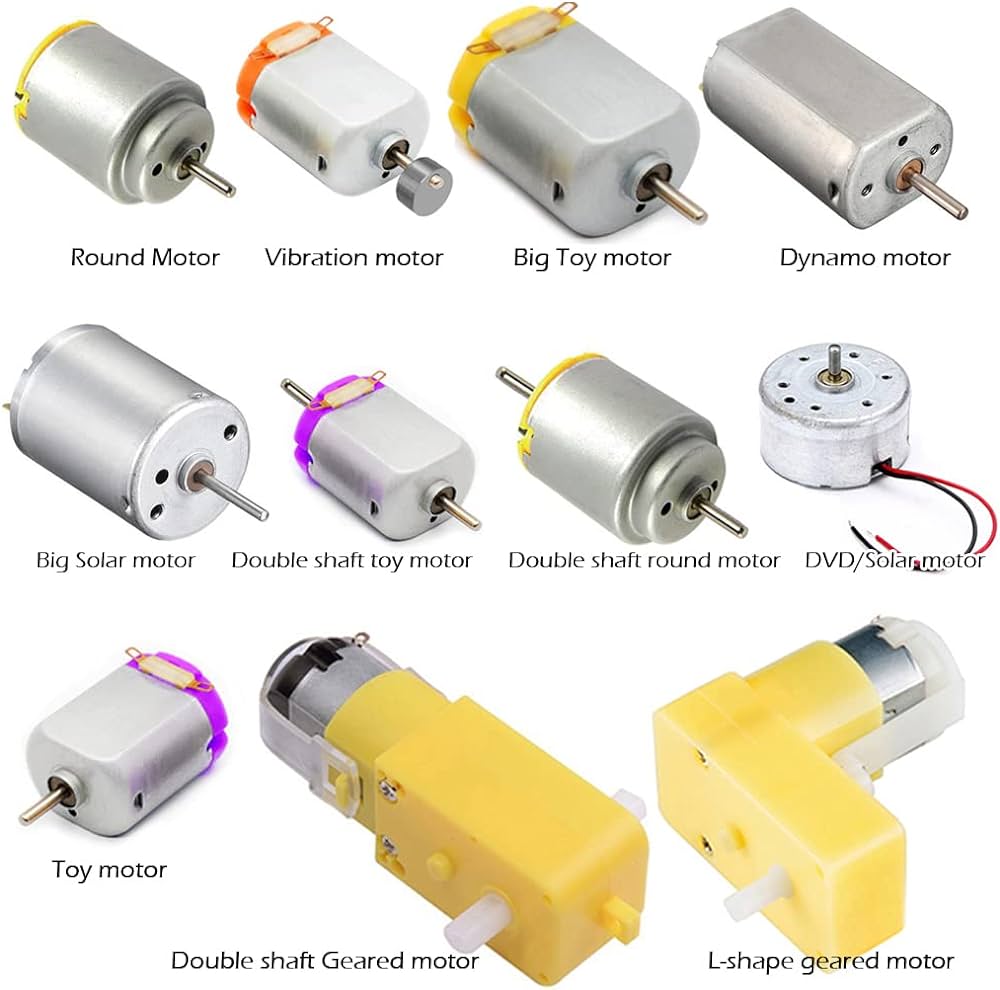 Round Motor
Vibration motor
Big Toy motor
Dynamo motor
Big Solar motor
Double shaft toy motor
Double shaft round motor
DVD/Solar motor
Toy motor
Double shaft Geared motor
L-shape geared motor